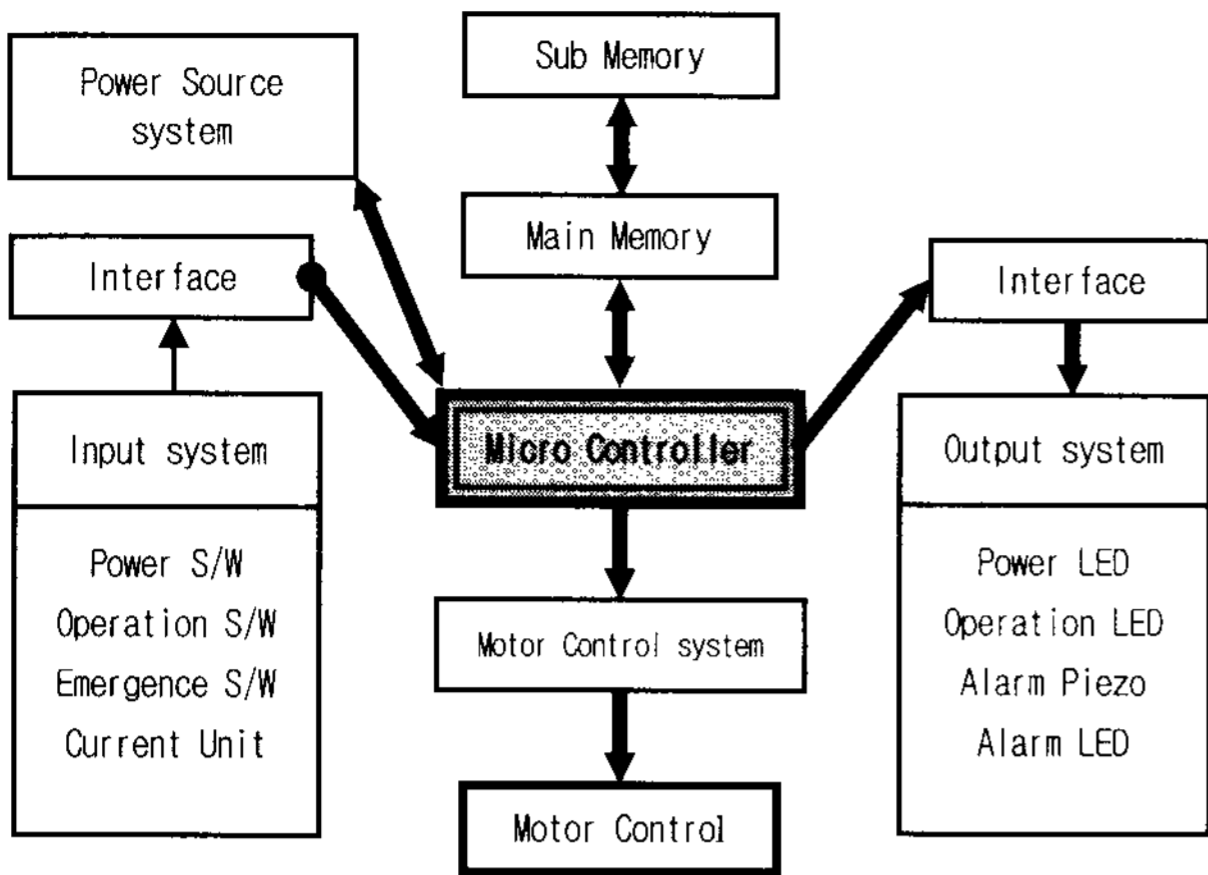 Power Source
system
Sub Memory
Main Memory
Interface
Interface
Micro Controller
Input system
Power S/W
Operation S/W
Emergence S/W
Current Unit
Output system
Power LED
Operation LED
Alarm Piezo
Alarm LED
Motor Control system
Motor Control